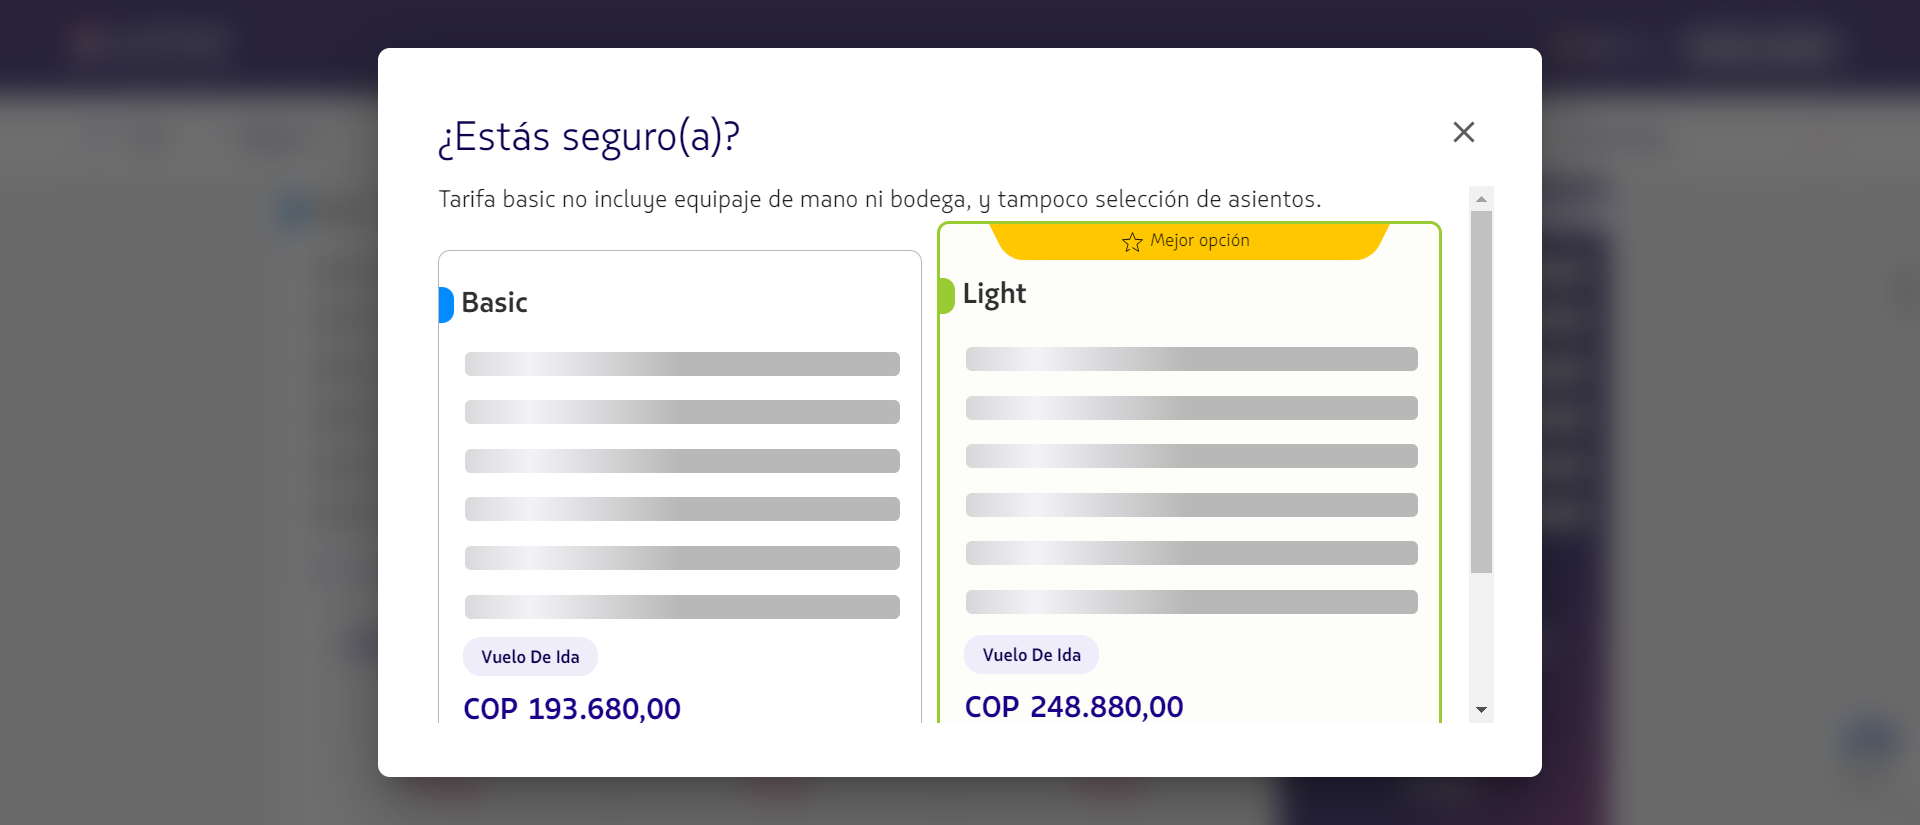 ¿Estás seguro(a)?
Tarifa basic no incluye equipaje de mano ni bodega, y tampoco selección de asientos.
Basic
Vuelo De Ida
COP 193.680,00
Mejor opción
Light
Vuelo De Ida
COP 248.880,00